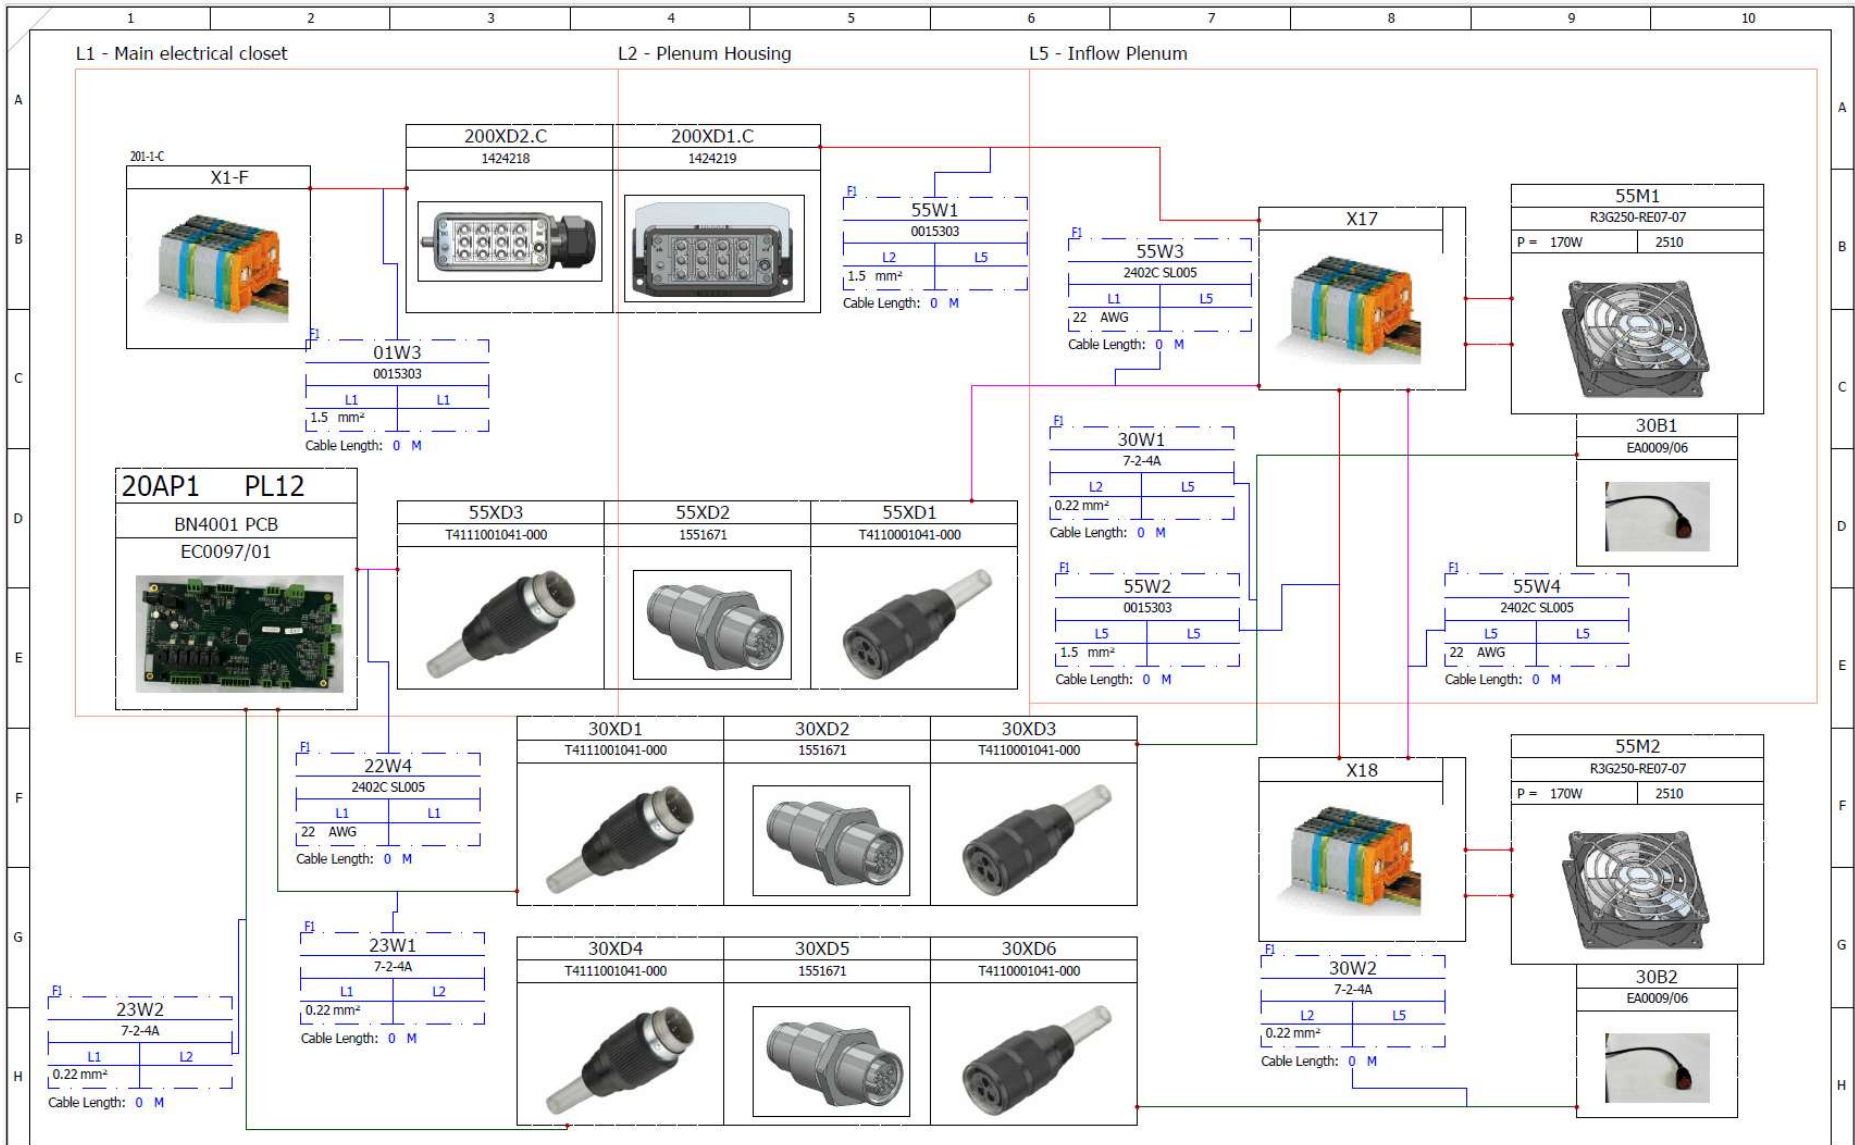 1 2 3 4 5 6 7 8 9 10
L1 - Main electrical closet
L2 - Plenum Housing
L5 - Inflow Plenum
A
A
201-1-C
X1-F
200XD2.C
1424218
200XD1.C
1424219
B
B
F1
55W1
0015303
L2 L5
1.5 mm²
Cable Length: 0 M
F1
55W3
2402C SL005
L1 L5
22 AWG
Cable Length: 0 M
X17
55M1
R3G250-RE07-07
P = 170W 2510
C
C
F1
01W3
0015303
L1 L1
1.5 mm²
Cable Length: 0 M
F1
30W1
7-2-4A
L2 L5
0.22 mm²
Cable Length: 0 M
30B1
EA0009/06
D
D
20AP1 PL12
BN4001 PCB
EC0097/01
55XD3
T4111001041-000
55XD2
1551671
55XD1
T4110001041-000
E
E
F1
55W2
0015303
L5 L5
1.5 mm²
Cable Length: 0 M
F1
55W4
2402C SL005
L5 L5
22 AWG
Cable Length: 0 M
F
F
F1
22W4
2402C SL005
L1 L1
22 AWG
Cable Length: 0 M
30XD1
T4111001041-000
30XD2
1551671
30XD3
T4110001041-000
X18
55M2
R3G250-RE07-07
P = 170W 2510
G
G
F1
23W1
7-2-4A
L1 L2
0.22 mm²
Cable Length: 0 M
30XD4
T4111001041-000
30XD5
1551671
30XD6
T4110001041-000
F1
30W2
7-2-4A
L2 L5
0.22 mm²
Cable Length: 0 M
30B2
EA0009/06
H
H
F1
23W2
7-2-4A
L1 L2
0.22 mm²
Cable Length: 0 M